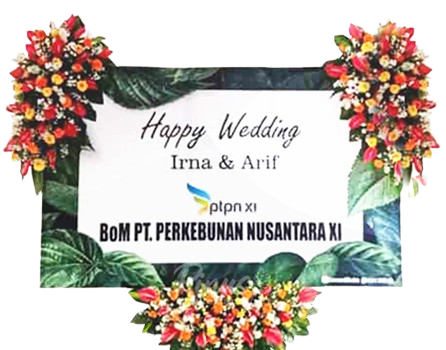 Happy Wedding
Irna & Arif
ptpn XI
BoM PT. PERKEBUNAN NUSANTARA XI